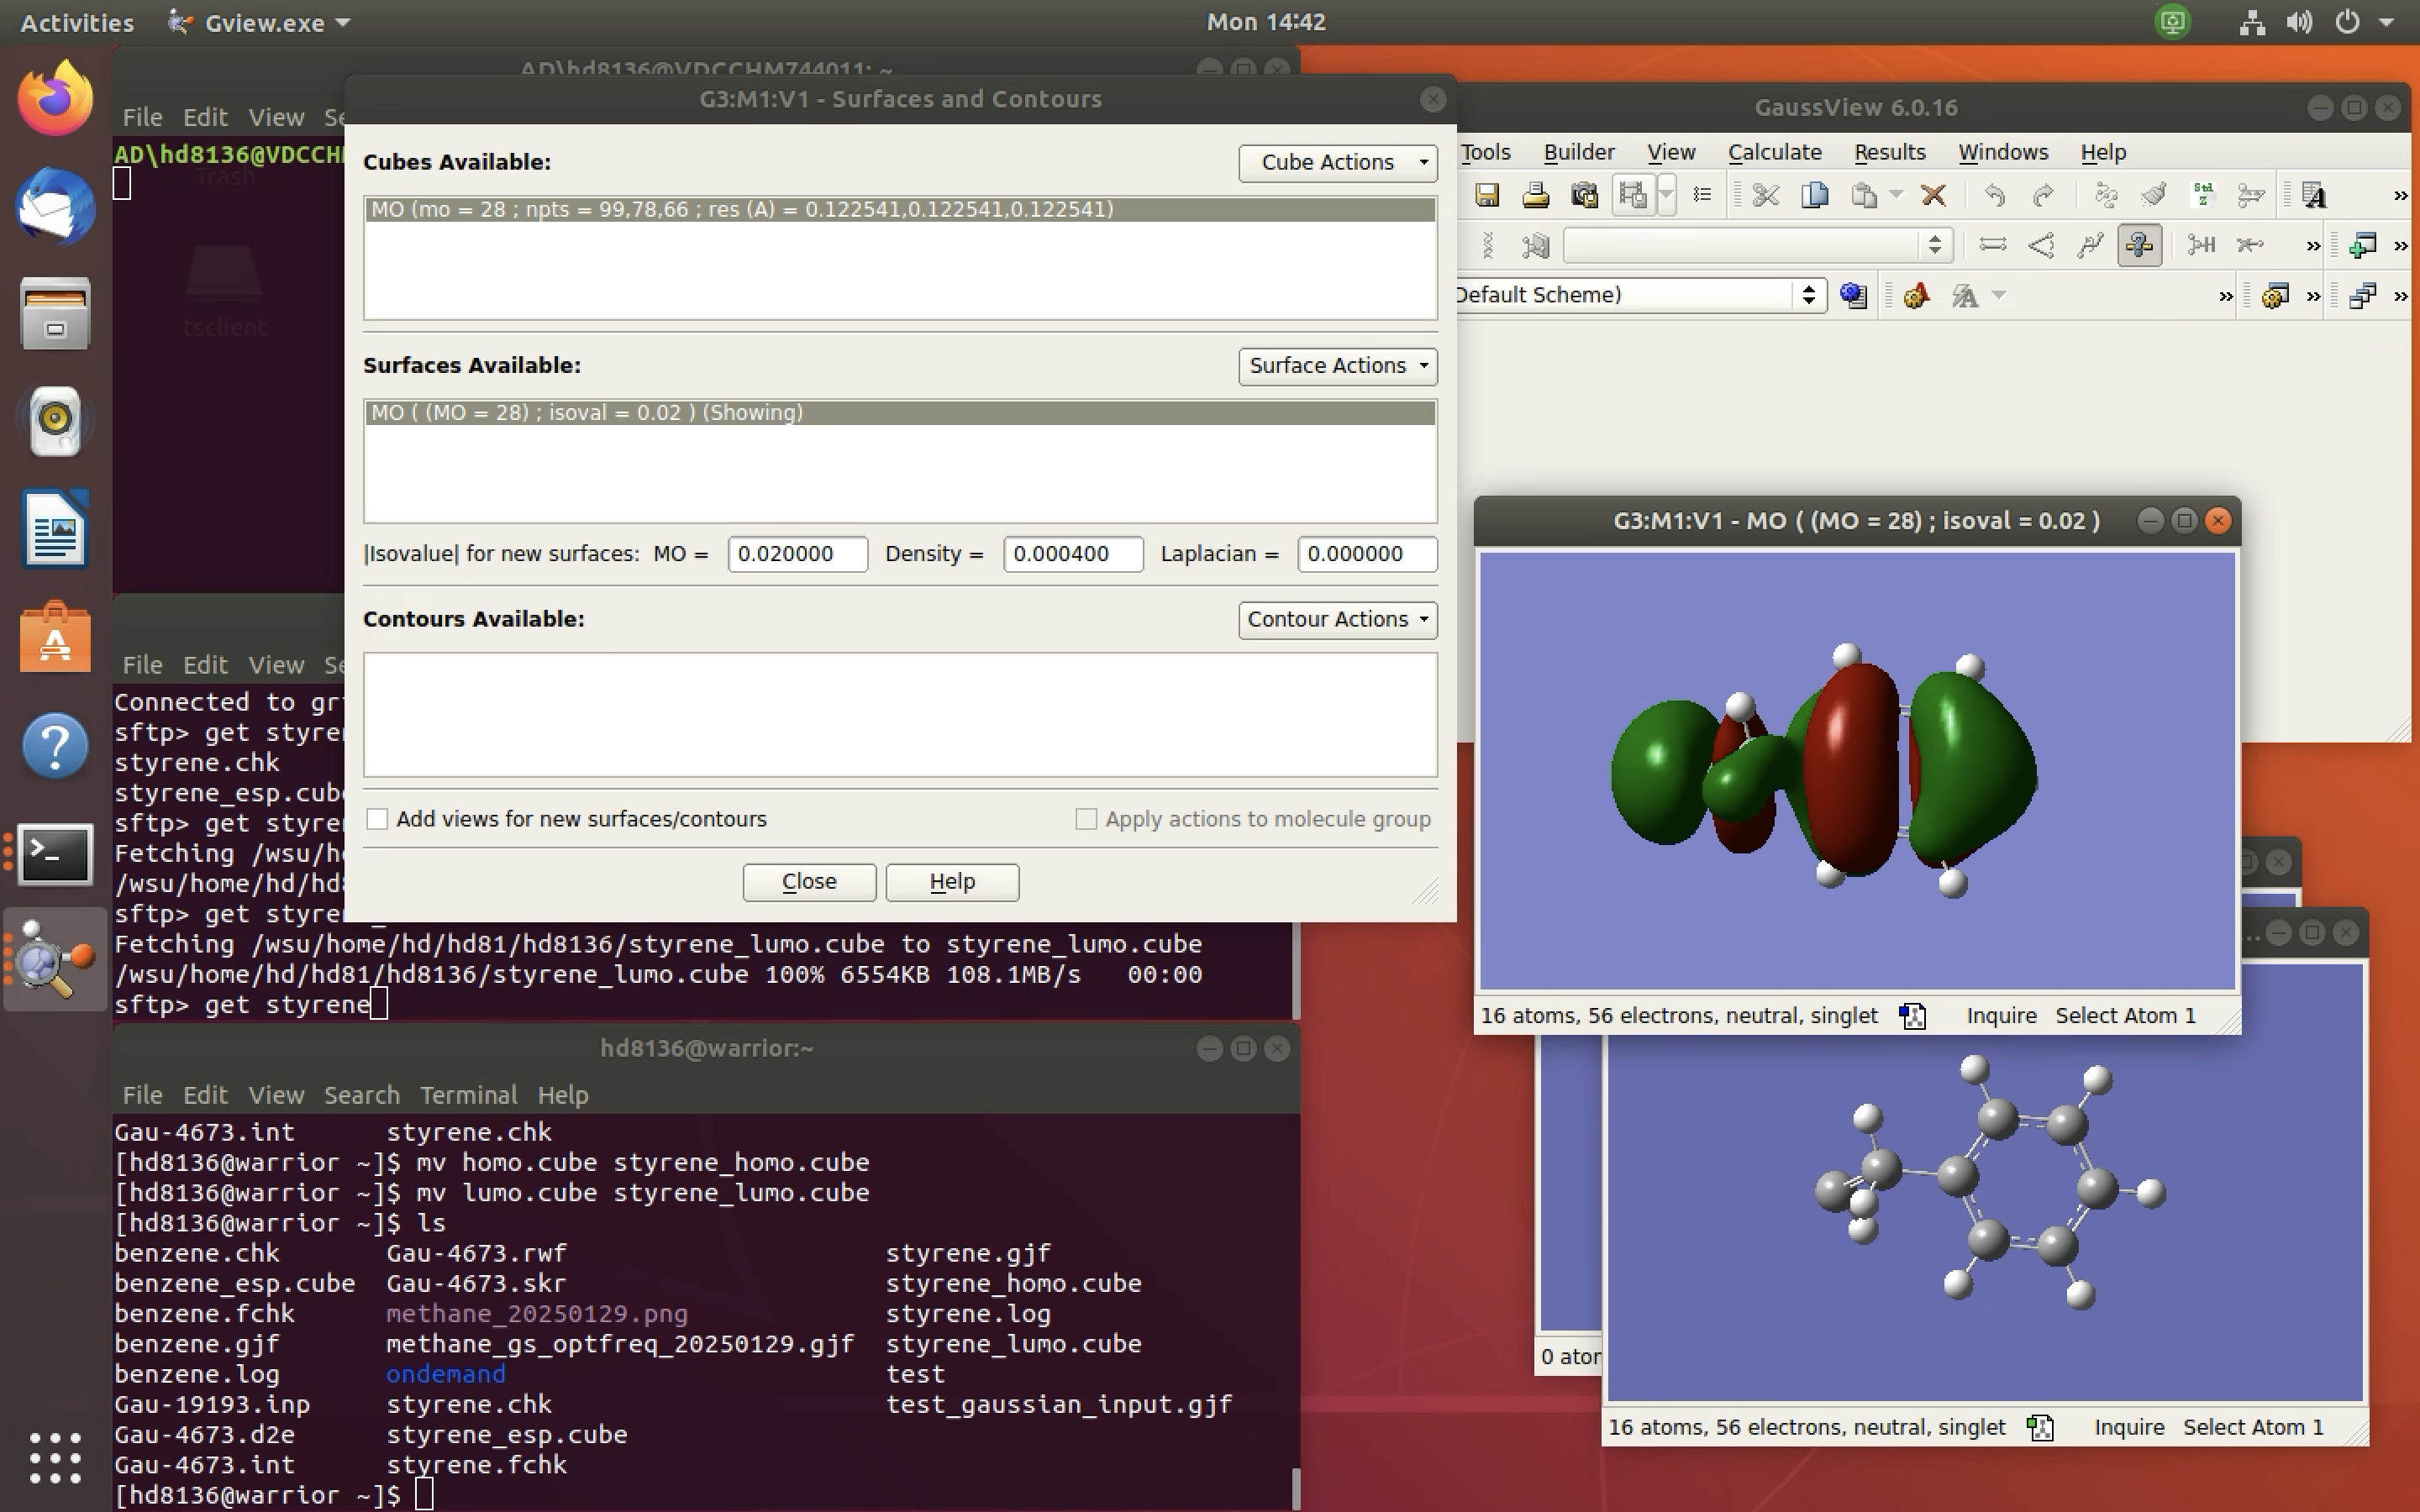 Activities Gview.exe Mon 14:42
AD\hd8136@VDCCHM744011: ~
File Edit View Se
AD\hd8136@VDCCHM
Trash
tsclient
G3:M1:V1 - Surfaces and Contours
Cubes Available: Cube Actions
MO (mo = 28 ; npts = 99,78,66 ; res (A) = 0.122541,0.122541,0.122541)
Surfaces Available: Surface Actions
MO ( (MO = 28) ; isoval = 0.02 ) (Showing)
|Isovalue| for new surfaces: MO = 0.020000 Density = 0.000400 Laplacian = 0.000000
Contours Available: Contour Actions
Add views for new surfaces/contours Apply actions to molecule group
Close Help
GaussView 6.0.16
Tools Builder View Calculate Results Windows Help
Default Scheme)
G3:M1:V1 - MO ( (MO = 28) ; isoval = 0.02 )
16 atoms, 56 electrons, neutral, singlet Inquire Select Atom 1
...
0 ator
16 atoms, 56 electrons, neutral, singlet Inquire Select Atom 1
File Edit View Se
Connected to gr
sftp> get styre
styrene.chk
styrene_esp.cube
sftp> get styre
Fetching /wsu/h
/wsu/home/hd/hd8
sftp> get styre
Fetching /wsu/home/hd/hd81/hd8136/styrene_lumo.cube to styrene_lumo.cube
/wsu/home/hd/hd81/hd8136/styrene_lumo.cube 100% 6554KB 108.1MB/s 00:00
sftp> get styrene
hd8136@warrior:~
File Edit View Search Terminal Help
Gau-4673.int styrene.chk
[hd8136@warrior ~]$ mv homo.cube styrene_homo.cube
[hd8136@warrior ~]$ mv lumo.cube styrene_lumo.cube
[hd8136@warrior ~]$ ls
benzene.chk Gau-4673.rwf styrene.gjf
benzene_esp.cube Gau-4673.skr styrene_homo.cube
benzene.fchk methane_20250129.png styrene.log
benzene.gjf methane_gs_optfreq_20250129.gjf styrene_lumo.cube
benzene.log ondemand test
Gau-19193.inp styrene.chk test_gaussian_input.gjf
Gau-4673.d2e styrene_esp.cube
Gau-4673.int styrene.fchk
[hd8136@warrior ~]$